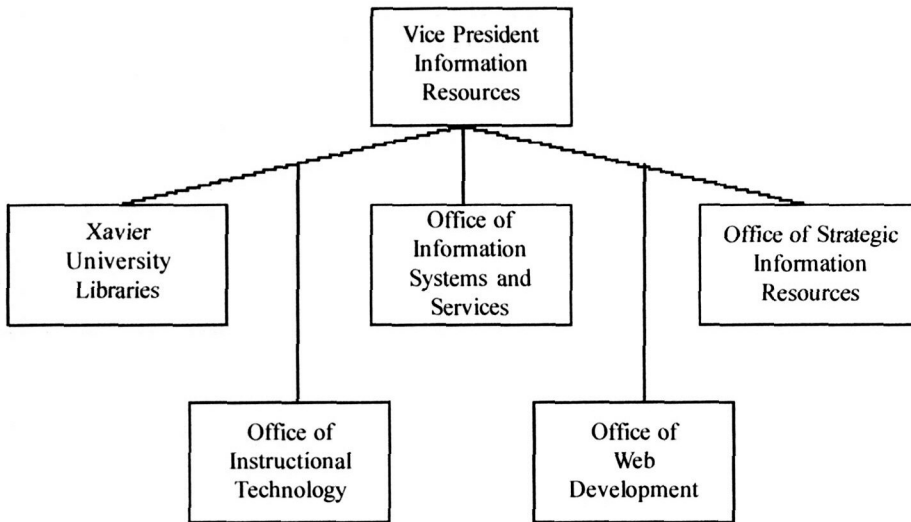 Vice President
Information
Resources
Xavier
University
Libraries
Office of
Information
Systems and
Services
Office of Strategic
Information
Resources
Office of
Instructional
Technology
Office of
Web
Development